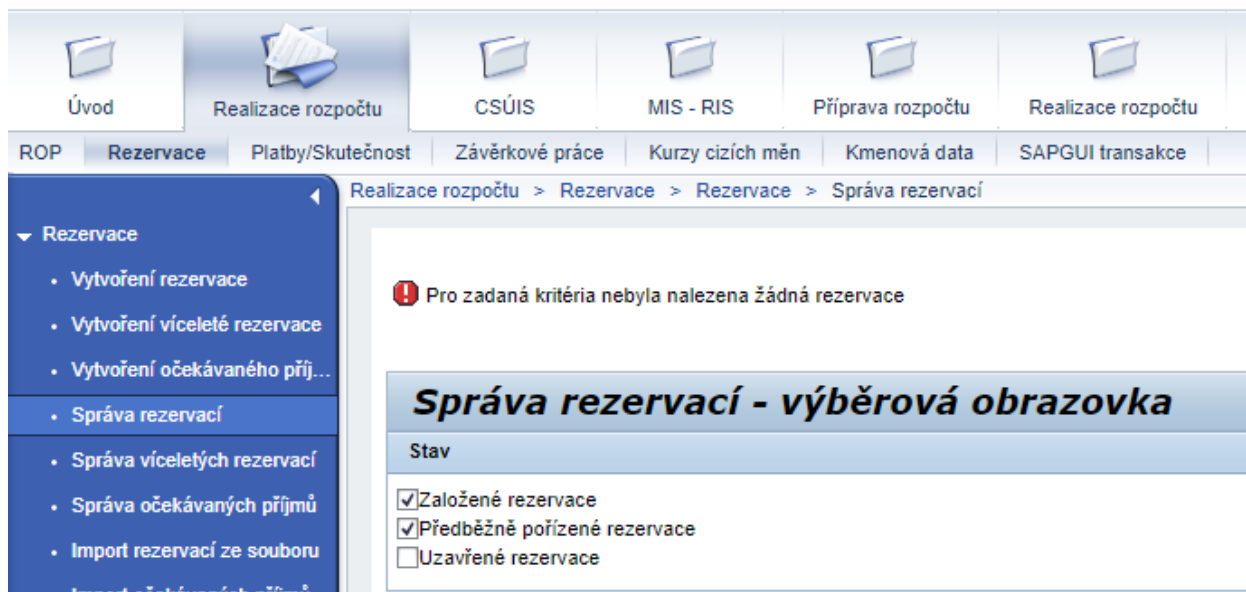 Úvod
Realizace rozpočtu
CSÚIS
MIS - RIS
Příprava rozpočtu
Realizace rozpočtu
ROP Rezervace Platby/Skutečnost Závěrkové práce Kurzy cizích měn Kmenová data SAPGUI transakce
Realizace rozpočtu > Rezervace > Rezervace > Správa rezervací
Rezervace
Vytvoření rezervace
Vytvoření víceleté rezervace
Vytvoření očekávaného příj...
Správa rezervací
Správa víceletých rezervací
Správa očekávaných příjmů
Import rezervací ze souboru
Pro zadaná kritéria nebyla nalezena žádná rezervace
Správa rezervací - výběrová obrazovka
Stav
Založené rezervace
Předběžně pořízené rezervace
Uzavřené rezervace